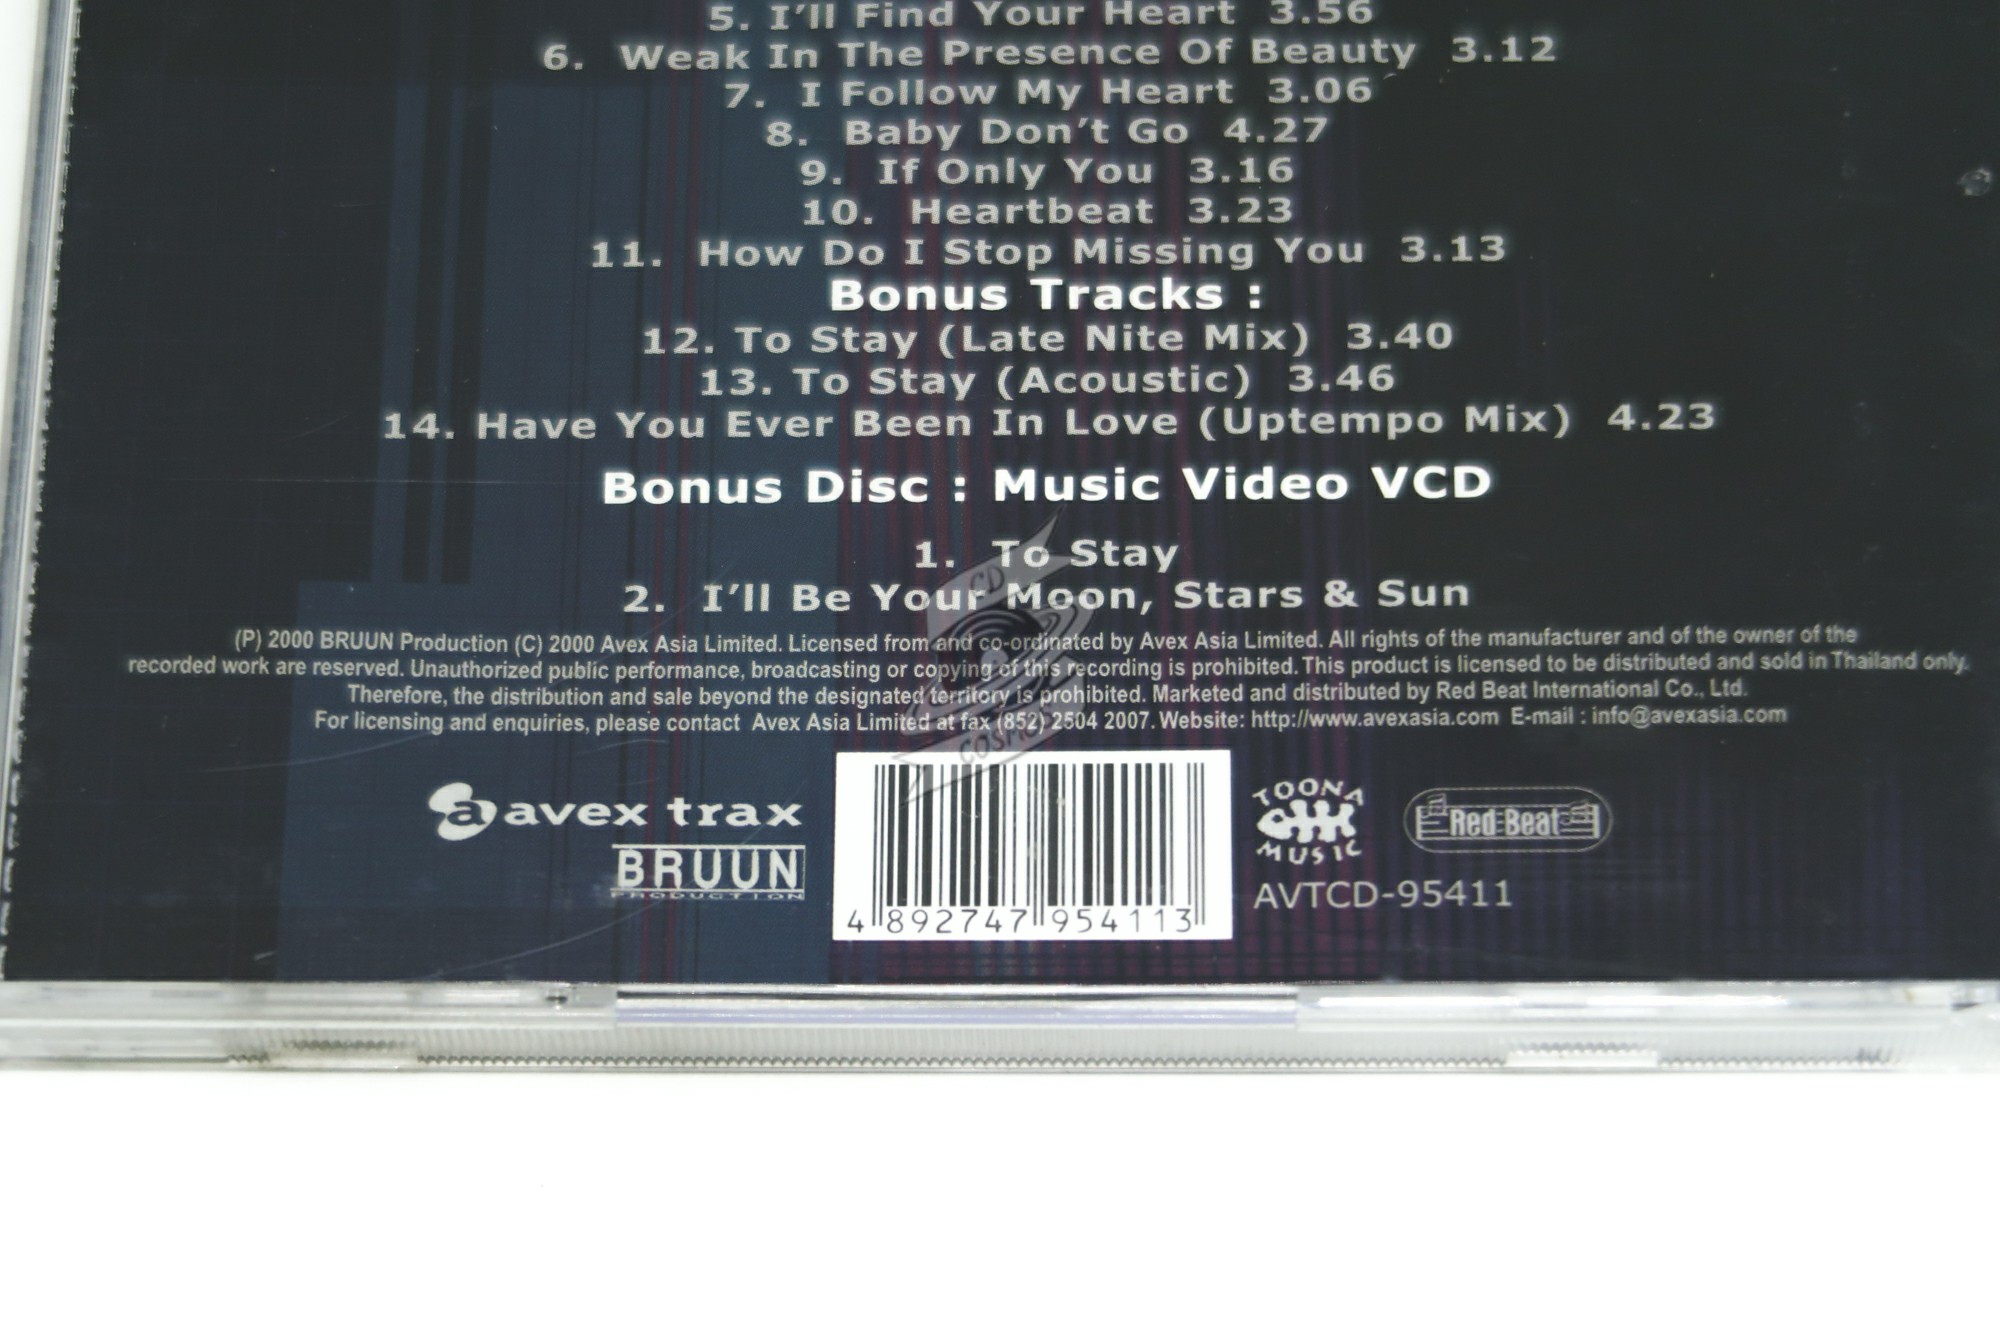 5. I'll Find Your Heart 3.56
6. Weak In The Presence Of Beauty 3.12
7. I Follow My Heart 3.06
8. Baby Don't Go 4.27
9. If Only You 3.16
10. Heartbeat 3.23
11. How Do I Stop Missing You 3.13
Bonus Tracks :
12. To Stay (Late Nite Mix) 3.40
13. To Stay (Acoustic) 3.46
14. Have You Ever Been In Love (Uptempo Mix) 4.23
Bonus Disc : Music Video VCD
1. To Stay
2. I'll Be Your Moon, Stars & Sun
(P) 2000 BRUUN Production (C) 2000 Avex Asia Limited. Licensed from and co-ordinated by Avex Asia Limited. All rights of the manufacturer and of the owner of the
recorded work are reserved. Unauthorized public performance, broadcasting or copying of this recording is prohibited. This product is licensed to be distributed and sold in Thailand only.
Therefore, the distribution and sale beyond the designated territory is prohibited. Marketed and distributed by Red Beat International Co., Ltd.
For licensing and enquiries, please contact Avex Asia Limited at fax (852) 2504 2007. Website: http://www.avexasia.com E-mail : info@avexasia.com
CD
COSMO
a avex trax
BRUUN
PRODUCTION
4 892747 954113
TOONA
MUSIC
Red Beat
AVTCD-95411